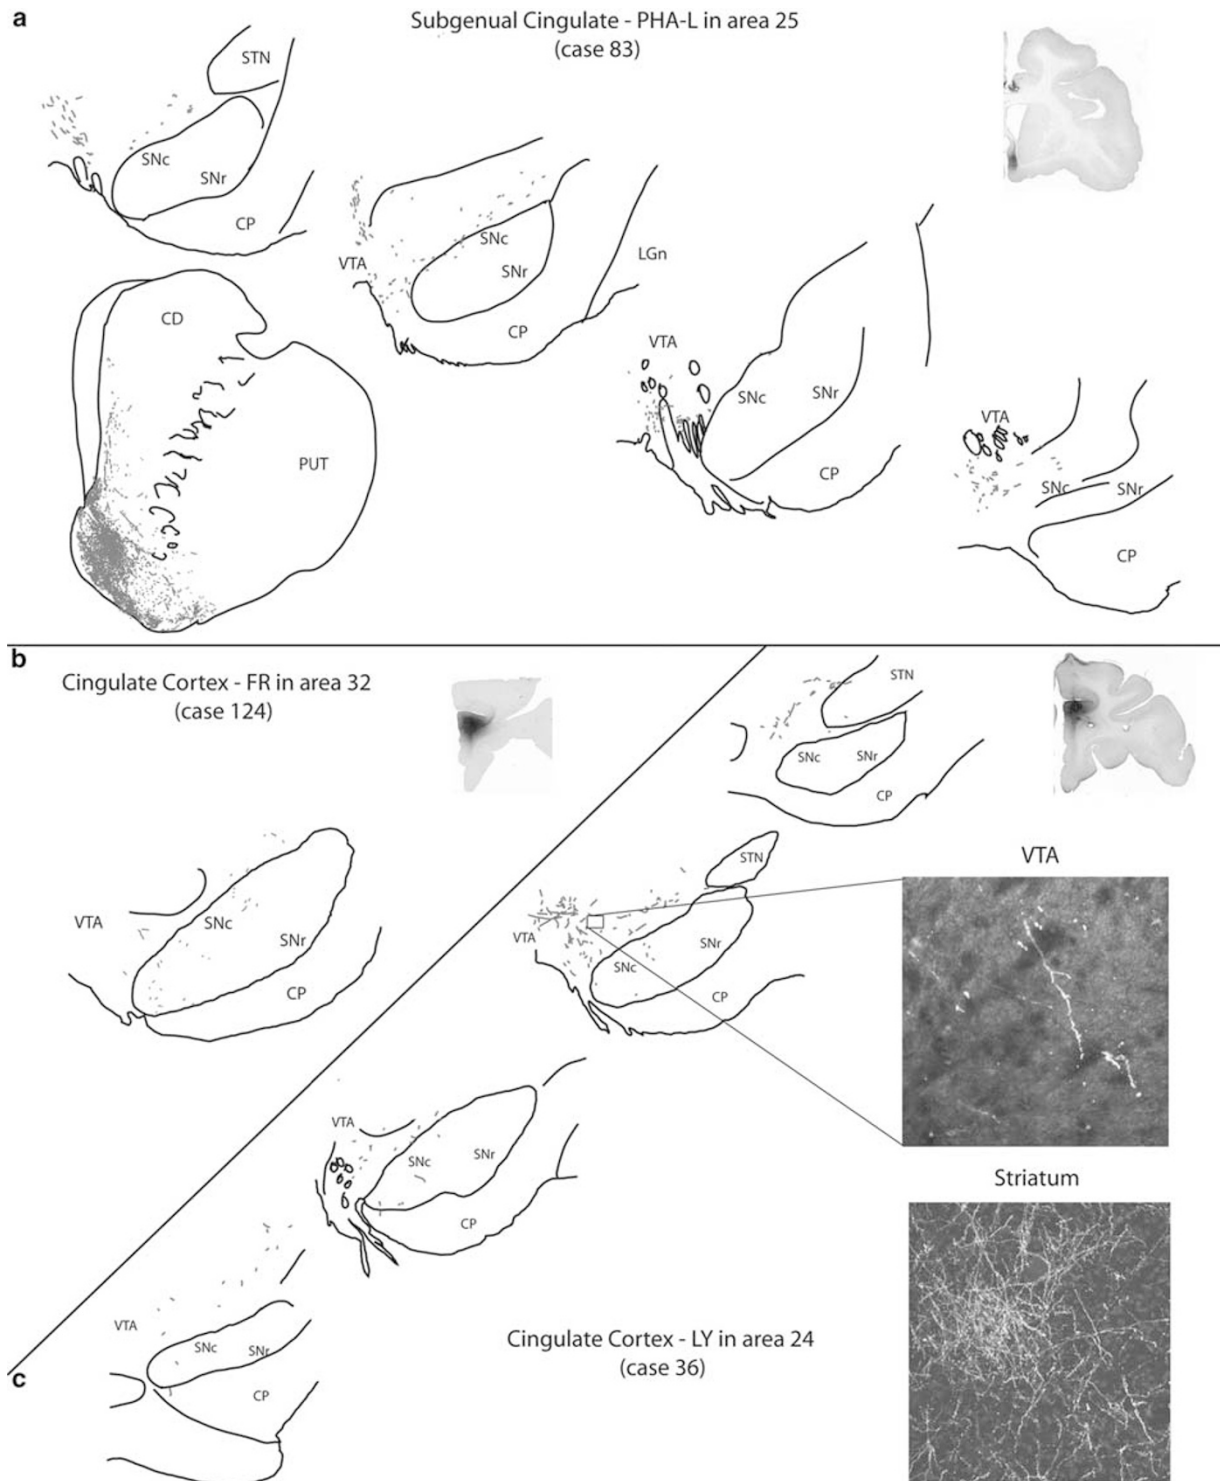 a
Subgenual Cingulate - PHA-L in area 25
(case 83)
STN
SNc
SNr
CP
VTA
SNc
SNr
LGn
CP
CD
PUT
VTA
SNc
SNr
CP
VTA
SNc
SNr
CP
b
Cingulate Cortex - FR in area 32
(case 124)
VTA
SNc
SNr
CP
STN
SNc
SNr
CP
STN
VTA
SNr
SNc
CP
VTA
VTA
SNc
SNr
CP
Striatum
VTA
SNc
SNr
CP
Cingulate Cortex - LY in area 24
(case 36)
c